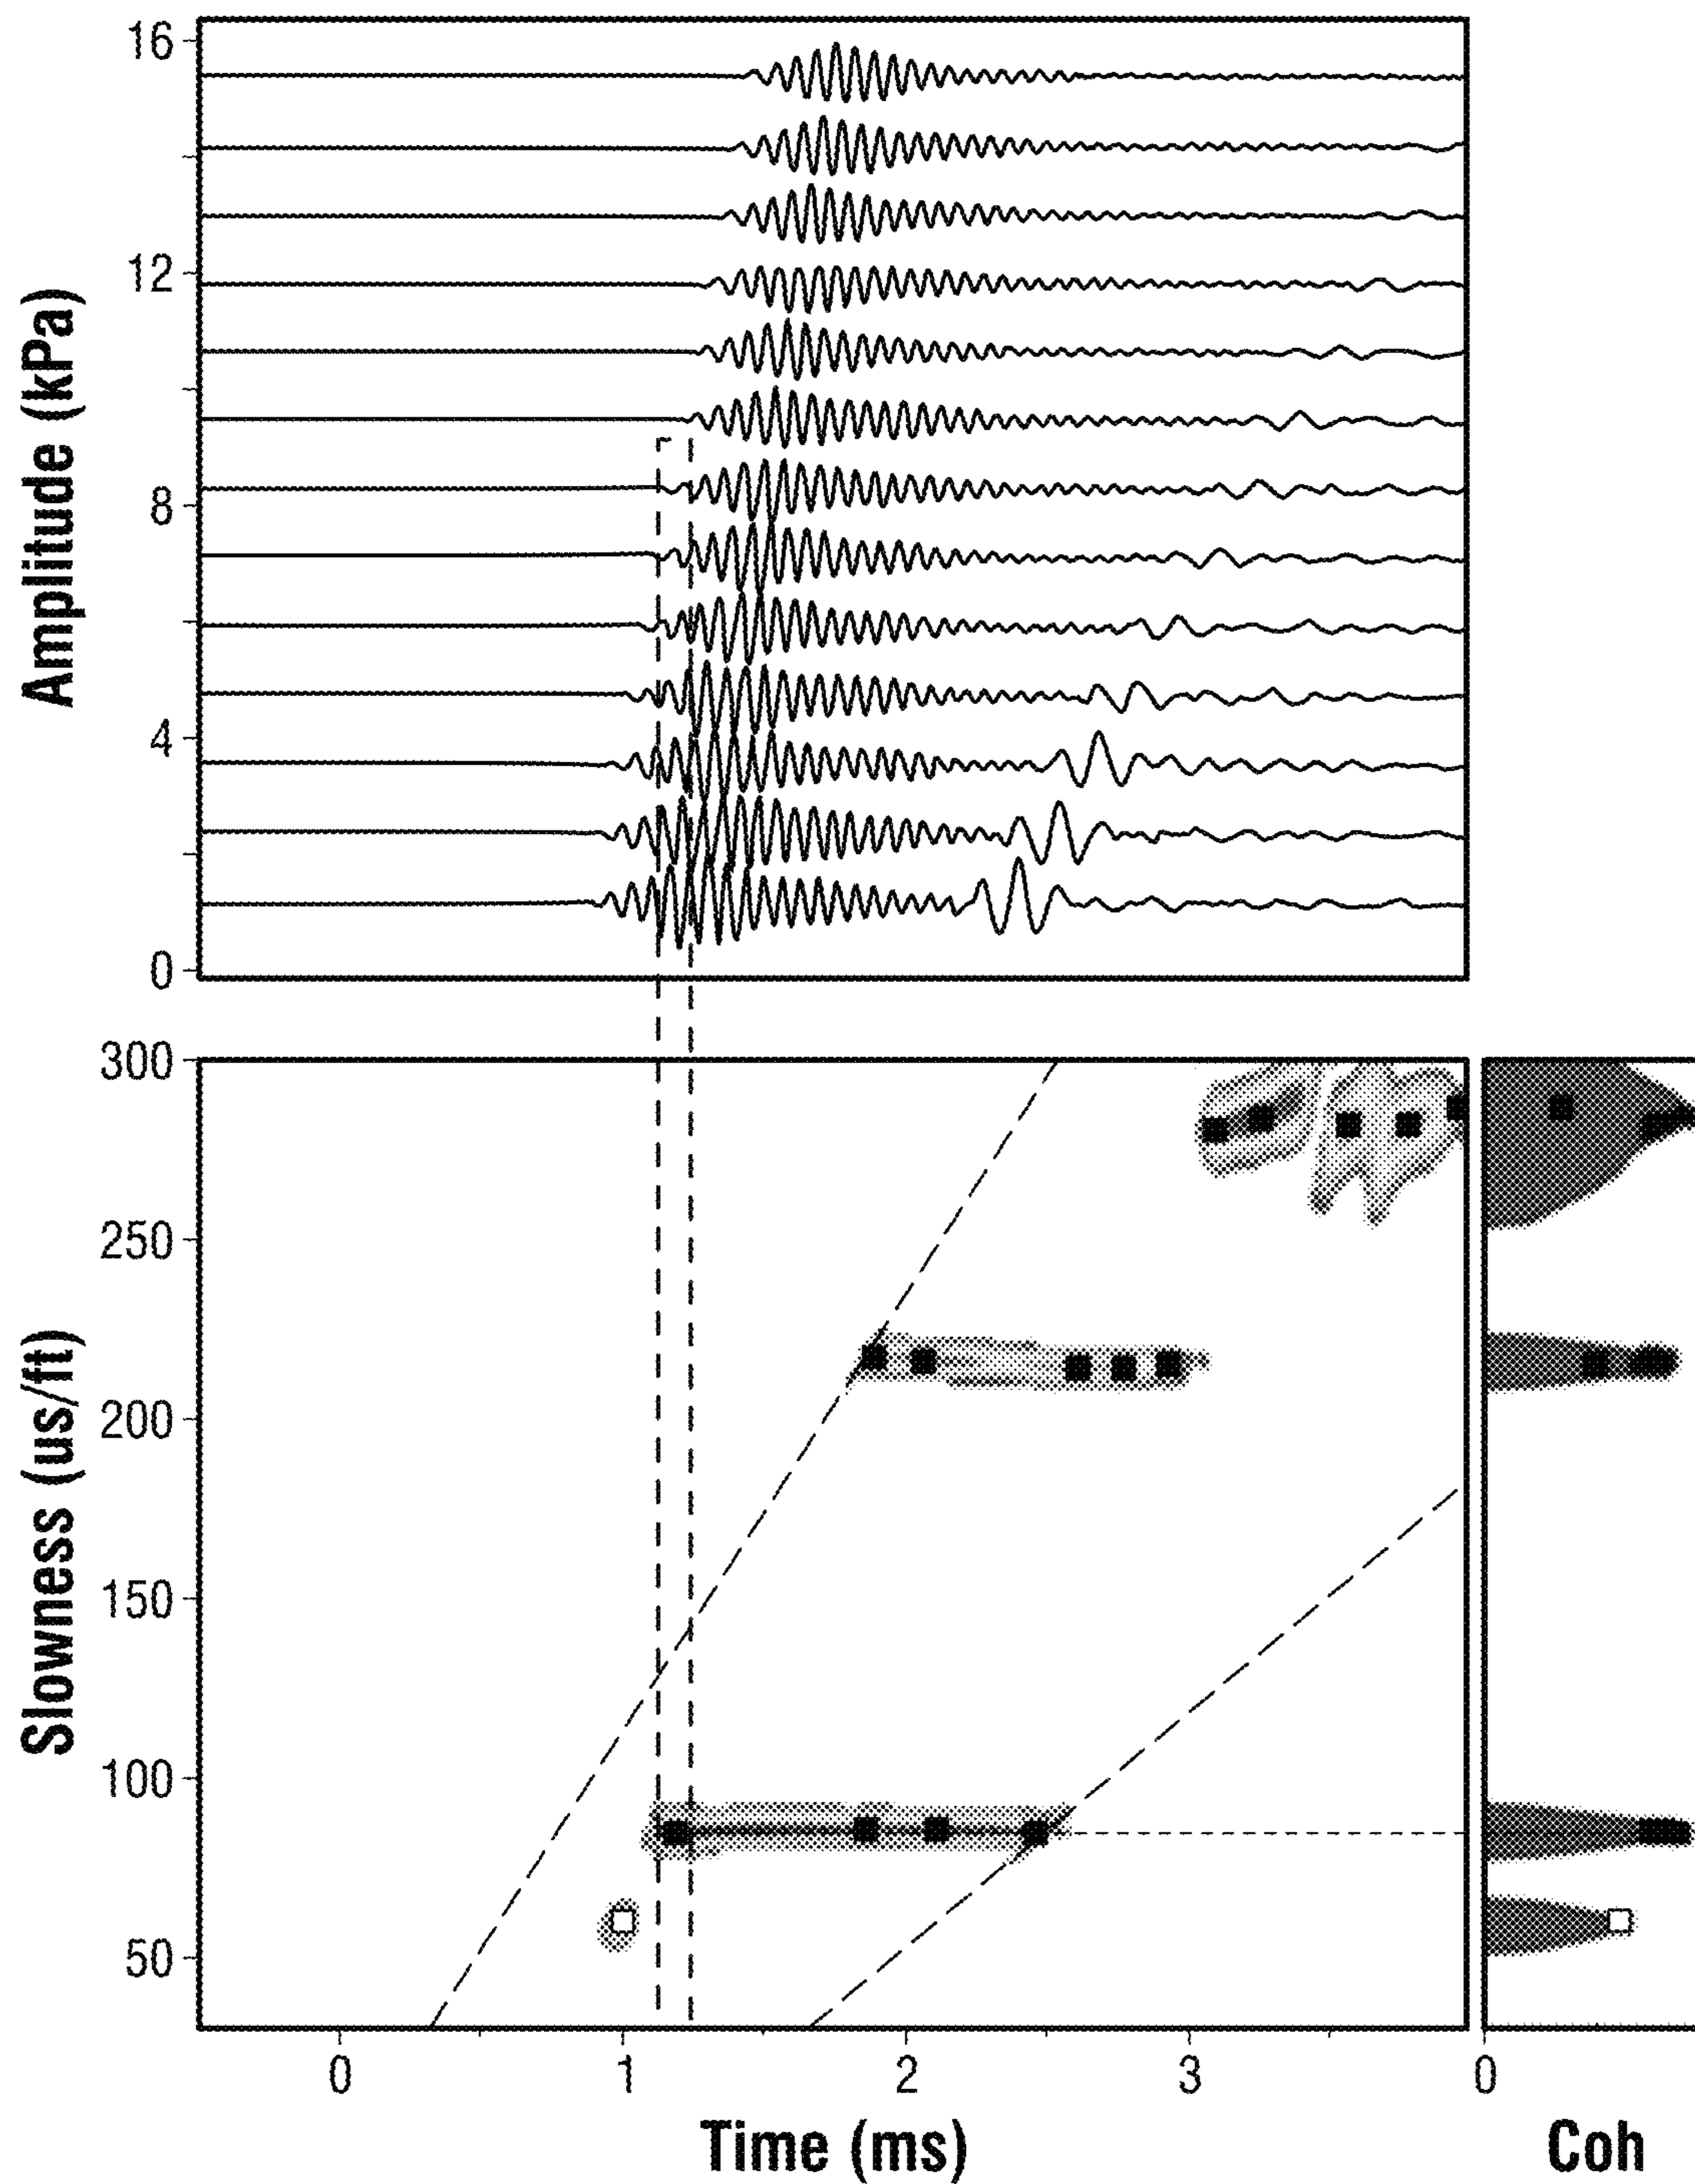 Amplitude (kPa)
16
12
8
4
0
Slowness (us/ft)
300
250
200
150
100
50
0 1 2 3 0
Time (ms) Coh